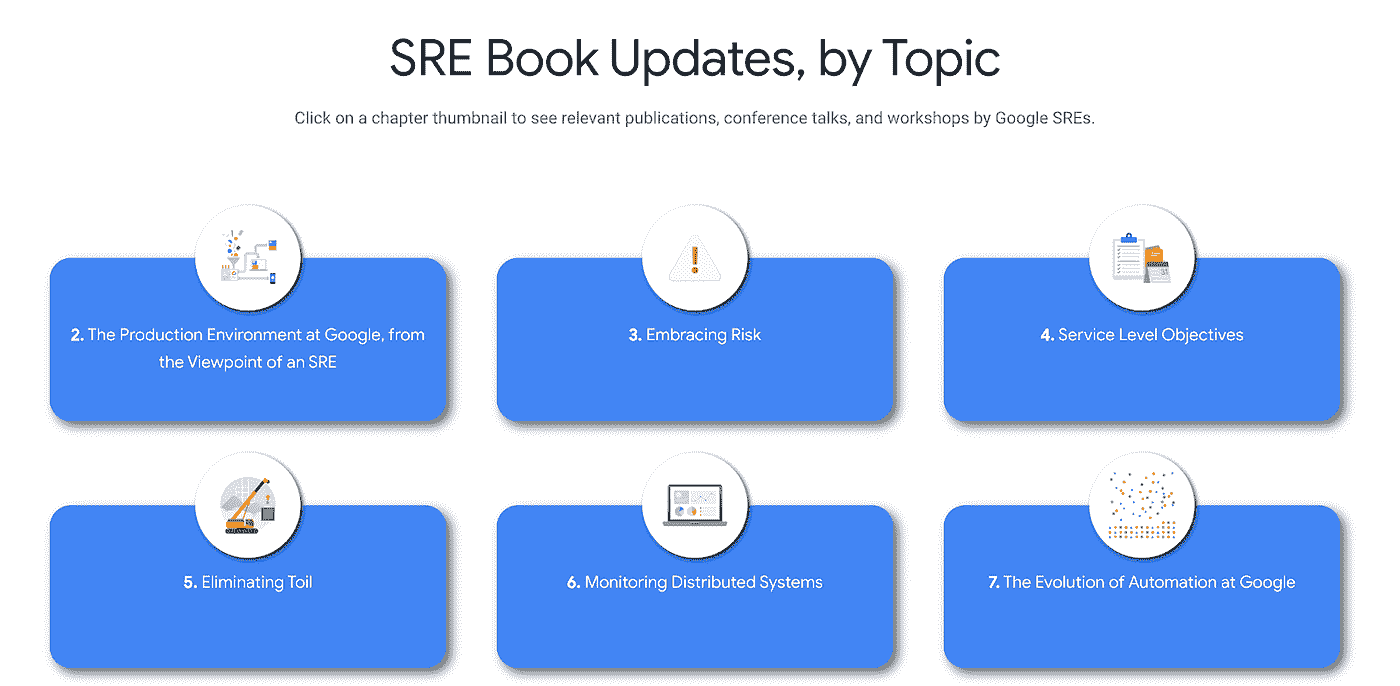 SRE Book Updates, by Topic
Click on a chapter thumbnail to see relevant publications, conference talks, and workshops by Google SREs.
2. The Production Environment at Google, from
the Viewpoint of an SRE
3. Embracing Risk
4. Service Level Objectives
5. Eliminating Toil
6. Monitoring Distributed Systems
7. The Evolution of Automation at Google